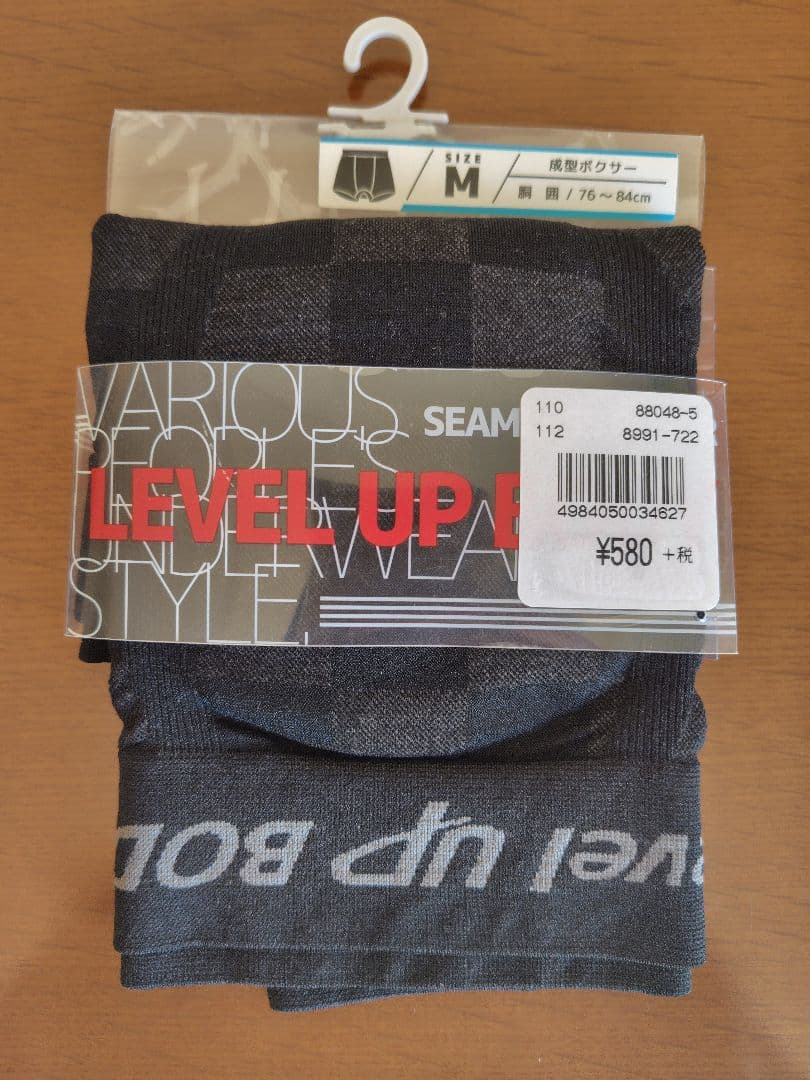 SIZE
M
成型ボクサー
胴 囲 / 76～84cm
VARIOUS
PEOPLE'S
UNDERWEAR
STYLE.
SEAM
LEVEL UP
110 88048-5
112 8991-722
4984050034627
¥580 +税
vel UP BOD